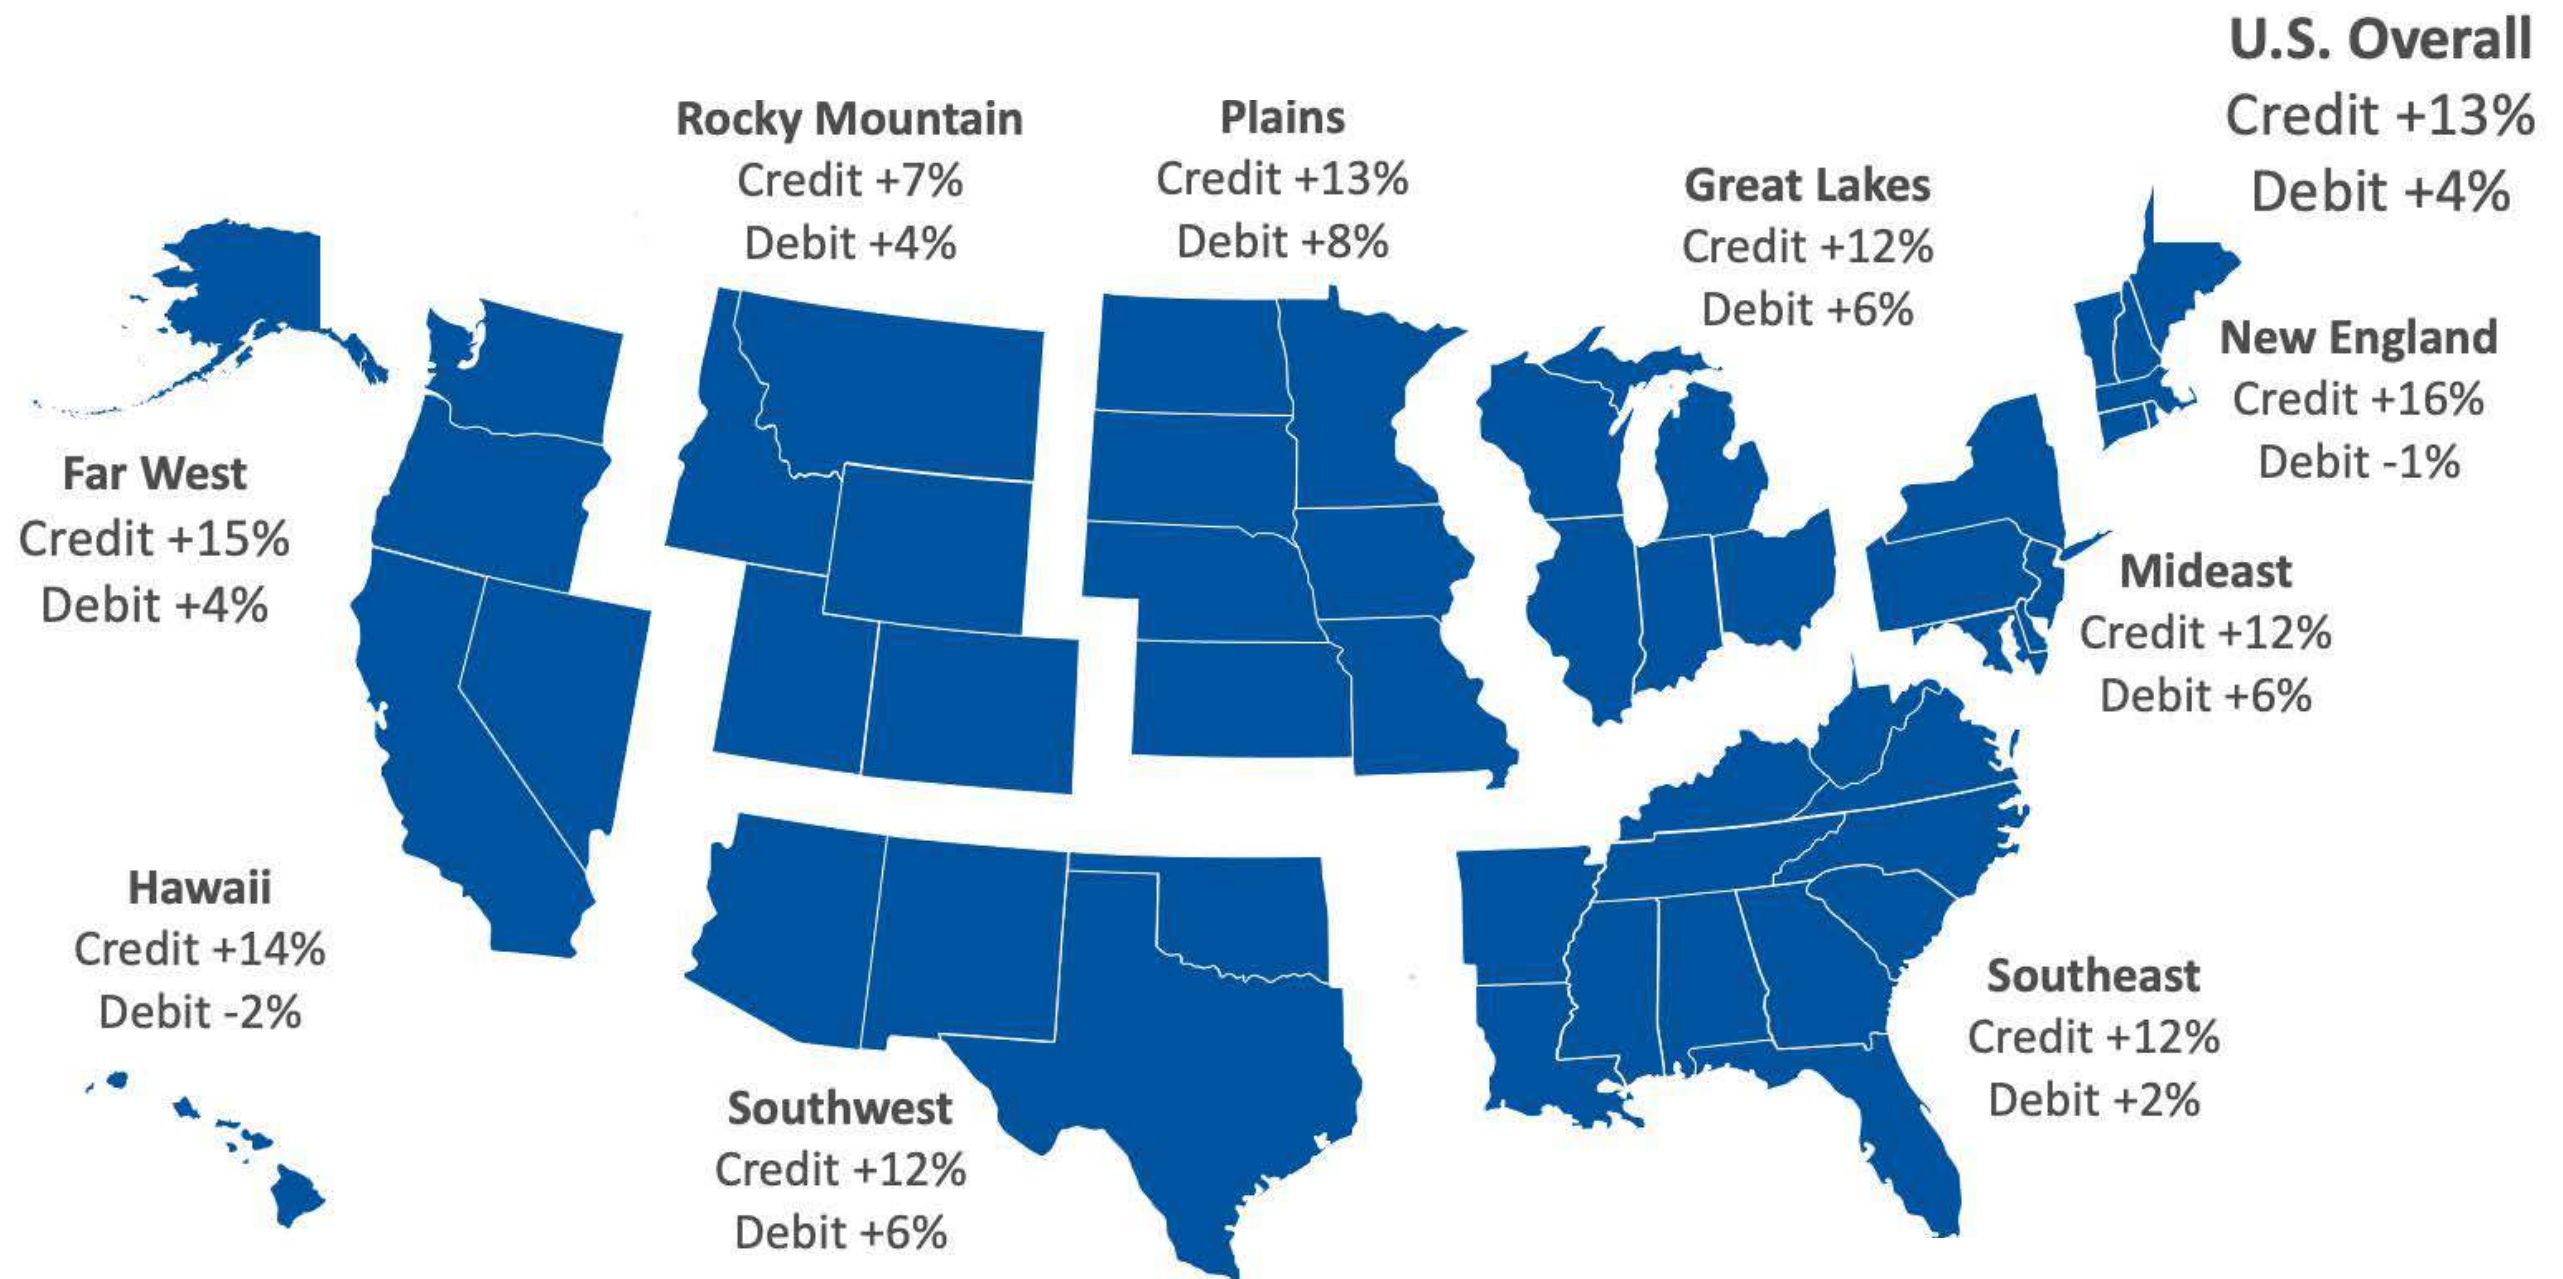 U.S. Overall
Credit +13%
Debit +4%
Rocky Mountain
Credit +7%
Debit +4%
Plains
Credit +13%
Debit +8%
Great Lakes
Credit +12%
Debit +6%
New England
Credit +16%
Debit -1%
Far West
Credit +15%
Debit +4%
Mideast
Credit +12%
Debit +6%
Hawaii
Credit +14%
Debit -2%
Southeast
Credit +12%
Debit +2%
Southwest
Credit +12%
Debit +6%